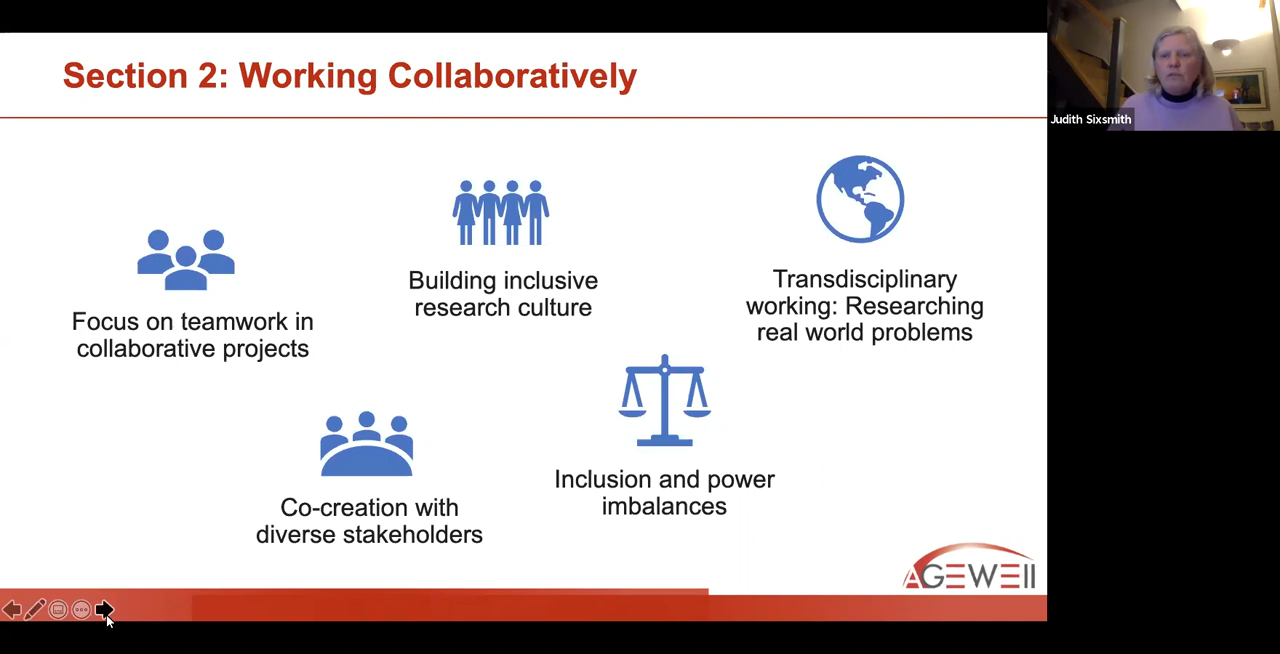 Section 2: Working Collaboratively
Judith Sixsmith
Focus on teamwork in
collaborative projects
Building inclusive
research culture
Transdisciplinary
working: Researching
real world problems
Co-creation with
diverse stakeholders
Inclusion and power
imbalances
AGEWELL